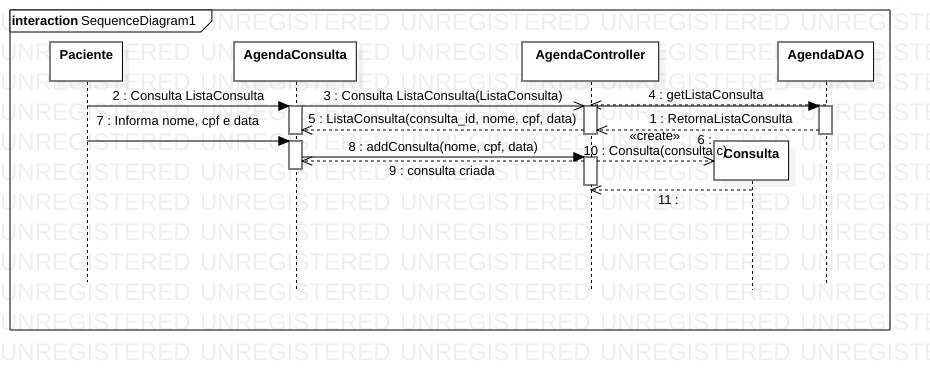 interaction SequenceDiagram1
Paciente
AgendaConsulta
AgendaController
AgendaDAO
2 : Consulta ListaConsulta
3 : Consulta ListaConsulta(ListaConsulta)
4 : getListaConsulta
7 : Informa nome, cpf e data
5 : ListaConsulta(consulta_id, nome, cpf, data)
1 : RetornaListaConsulta
«create»
6 :
8 : addConsulta(nome, cpf, data)
10 : Consulta(consulta c)
Consulta
9 : consulta criada
11 :
UNREGISTERED UNREGISTERED UNREGISTERED UNREGISTERED UNREGISTERED